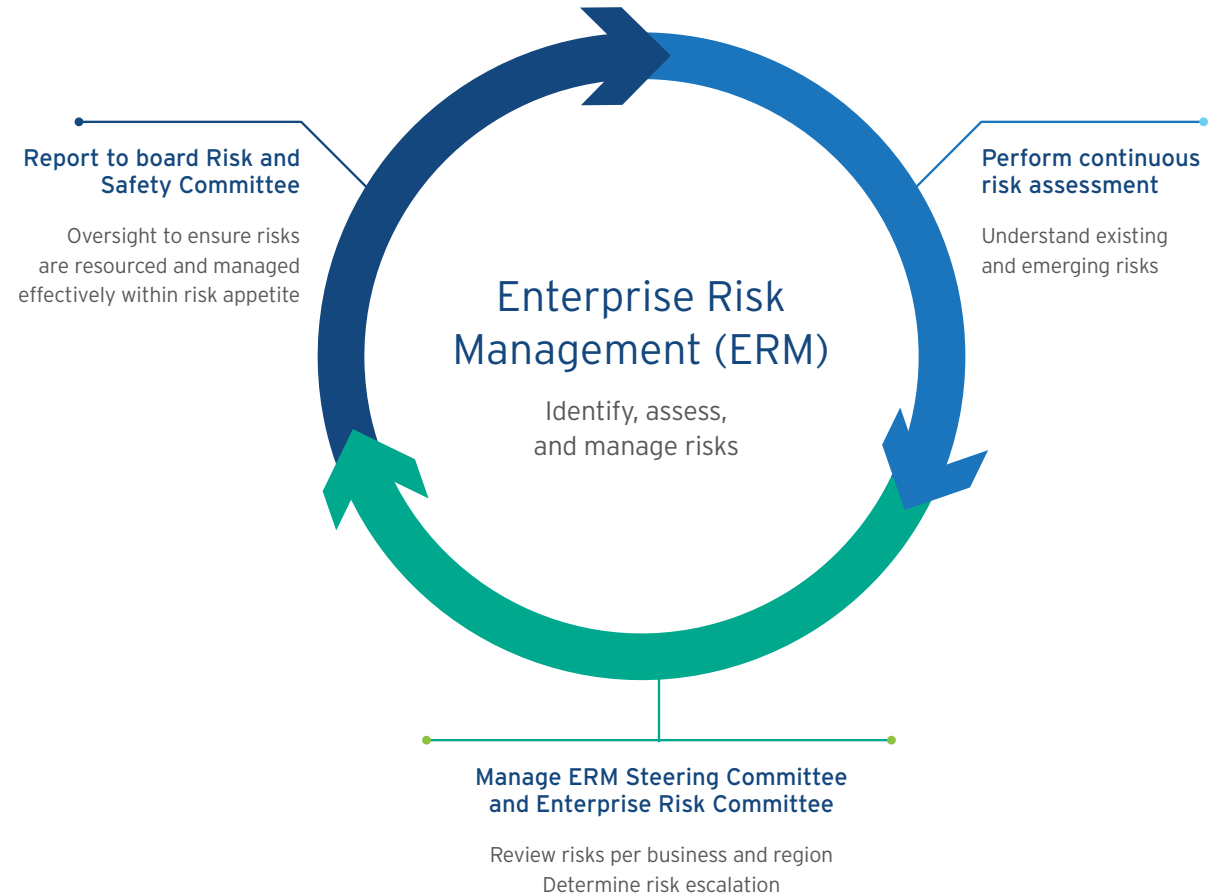 Report to board Risk and
Safety Committee
Oversight to ensure risks
are resourced and managed
effectively within risk appetite
Perform continuous
risk assessment
Understand existing
and emerging risks
Enterprise Risk
Management (ERM)
Identify, assess,
and manage risks
Manage ERM Steering Committee
and Enterprise Risk Committee
Review risks per business and region
Determine risk escalation